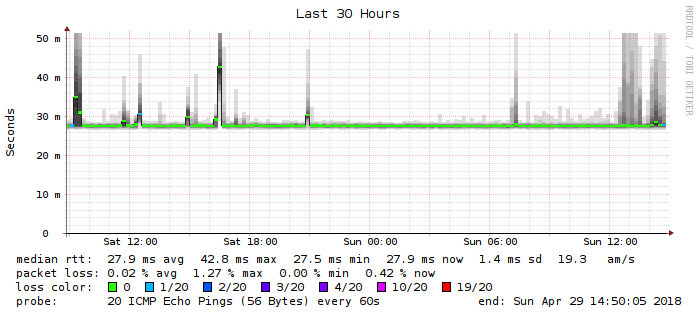 Last 30 Hours
RRDTOOL / TOBI OETIKER
Seconds
50 m
40 m
30 m
20 m
10 m
0
Sat 12:00 Sat 18:00 Sun 00:00 Sun 06:00 Sun 12:00
median rtt: 27.9 ms avg 42.8 ms max 27.5 ms min 27.9 ms now 1.4 ms sd 19.3 am/s
packet loss: 0.02 % avg 1.27 % max 0.00 % min 0.42 % now
loss color: 0 1/20 2/20 3/20 4/20 10/20 19/20
probe: 20 ICMP Echo Pings (56 Bytes) every 60s end: Sun Apr 29 14:50:05 2018